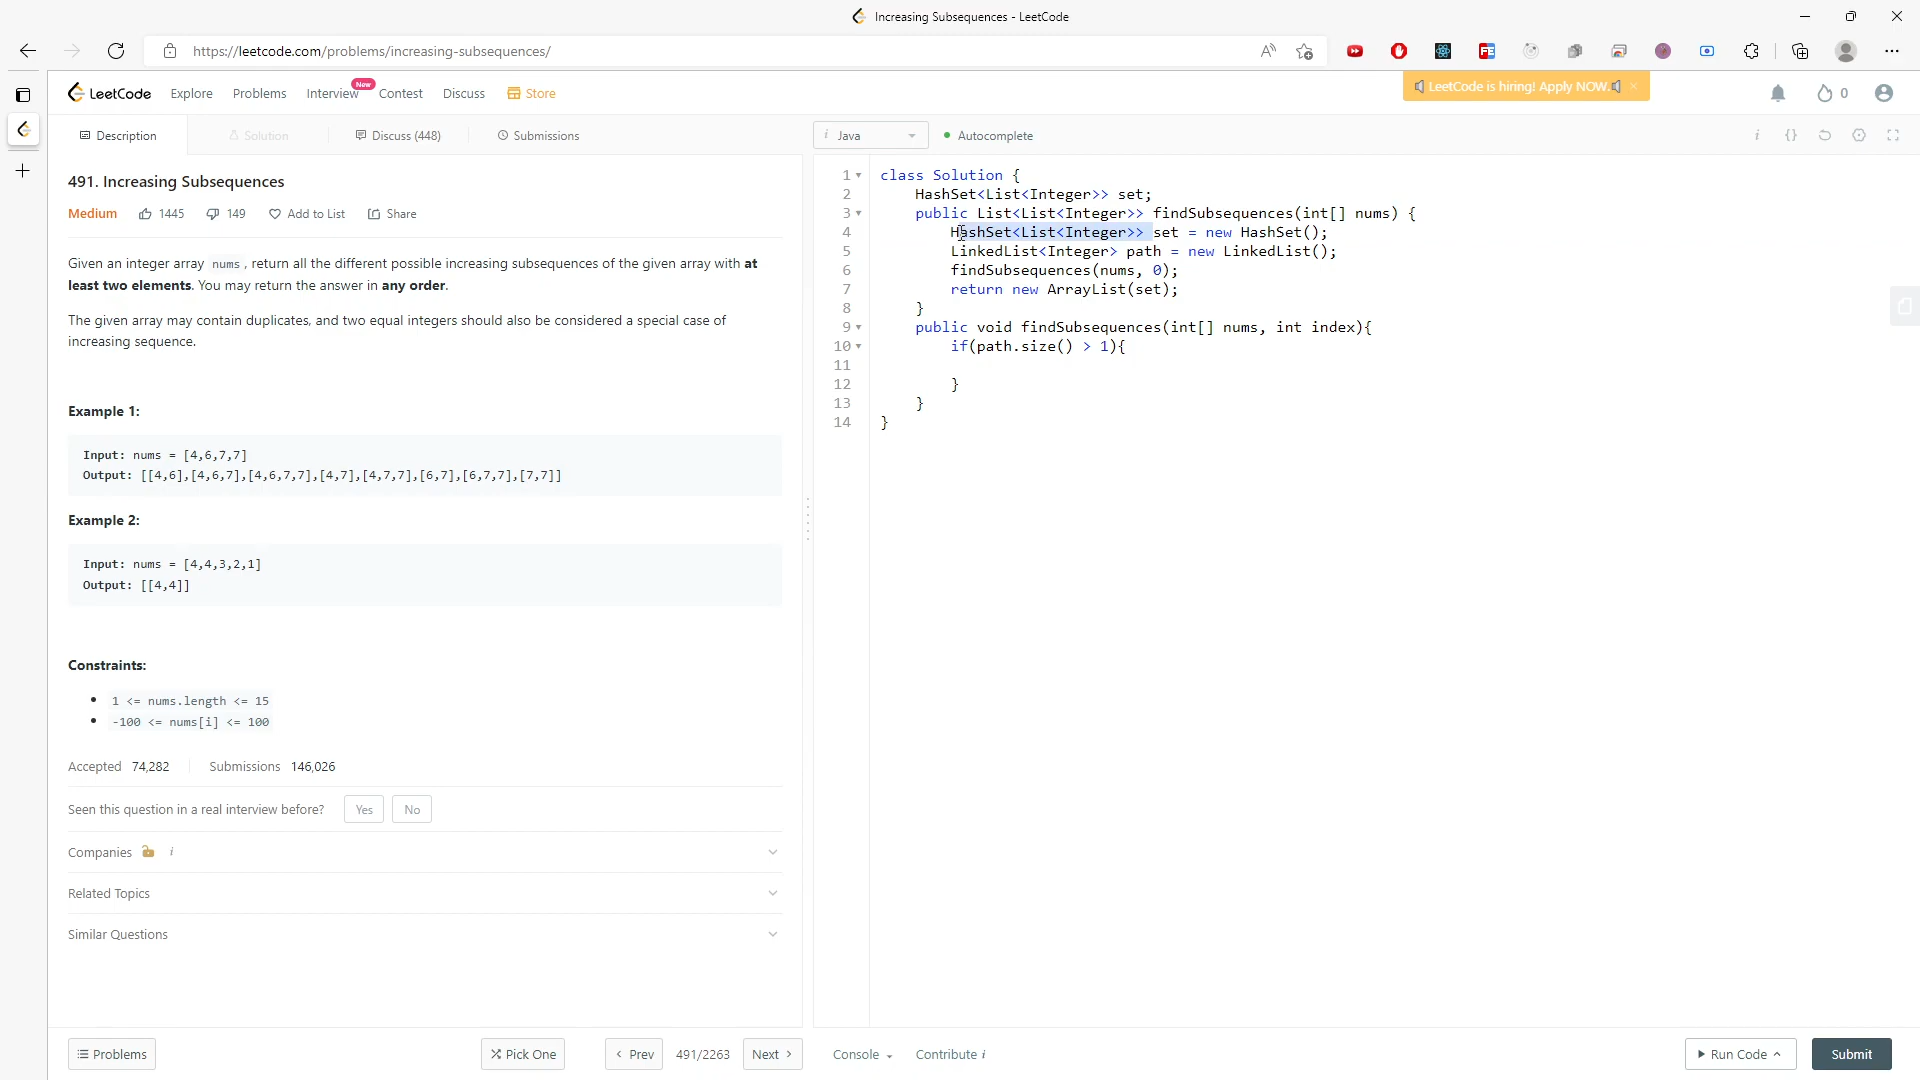 Increasing Subsequences - LeetCode
https://leetcode.com/problems/increasing-subsequences/
LeetCode
Explore
Problems
Interview
New
Contest
Discuss
Store
LeetCode is hiring! Apply NOW.
0
Description
Solution
Discuss (448)
Submissions
491. Increasing Subsequences
Medium
1445
149
Add to List
Share
Given an integer array nums, return all the different possible increasing subsequences of the given array with at
least two elements. You may return the answer in any order.
The given array may contain duplicates, and two equal integers should also be considered a special case of
increasing sequence.
Example 1:
Input: nums = [4,6,7,7]
Output: [[4,6],[4,6,7],[4,6,7,7],[4,7],[4,7,7],[6,7],[6,7,7],[7,7]]
Example 2:
Input: nums = [4,4,3,2,1]
Output: [[4,4]]
Constraints:
1 <= nums.length <= 15
-100 <= nums[i] <= 100
Accepted 74,282
Submissions 146,026
Seen this question in a real interview before?
Yes
No
Companies i
Related Topics
Similar Questions
Problems
Pick One
Prev
491/2263
Next
i Java
Autocomplete
i {}
1 class Solution {
2 HashSet<List<Integer>> set;
3 public List<List<Integer>> findSubsequences(int[] nums) {
4 HashSet<List<Integer>> set = new HashSet();
5 LinkedList<Integer> path = new LinkedList();
6 findSubsequences(nums, 0);
7 return new ArrayList(set);
8 }
9 public void findSubsequences(int[] nums, int index){
10 if(path.size() > 1){
11
12 }
13 }
14 }
Console
Contribute i
Run Code
Submit